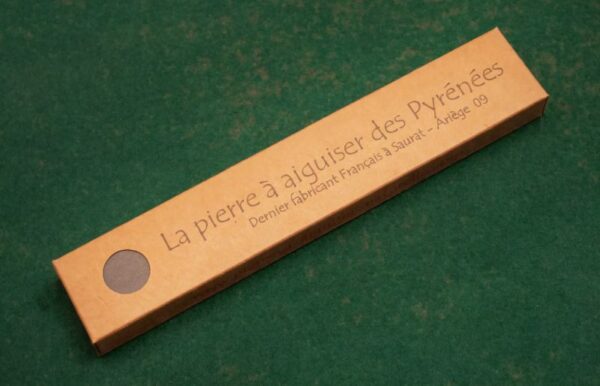 La pierre à aiguiser des Pyrénées
Dernier fabricant Français à Saurat - Ariège 09